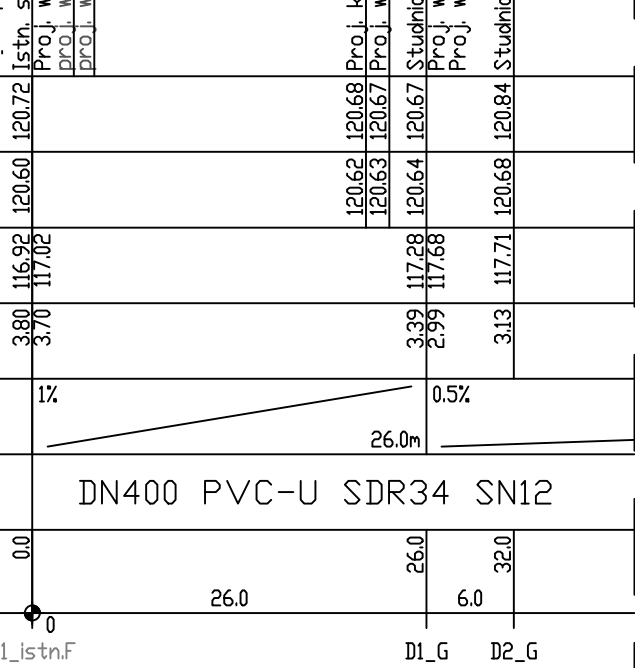 Istn. s
Proj. w
proj. w
proj. w
Proj. k
Proj. w
Studnic
Proj. w
Proj. w
Studnic
120.72
120.68
120.67
120.67
120.84
120.60
120.62
120.63
120.64
120.68
116.92
117.02
117.28
117.68
117.71
3.80
3.70
3.39
2.99
3.13
1%
26.0m
0.5%
DN400 PVC-U SDR34 SN12
0.0
26.0
32.0
26.0
6.0
0
1_istn.F
D1_G
D2_G